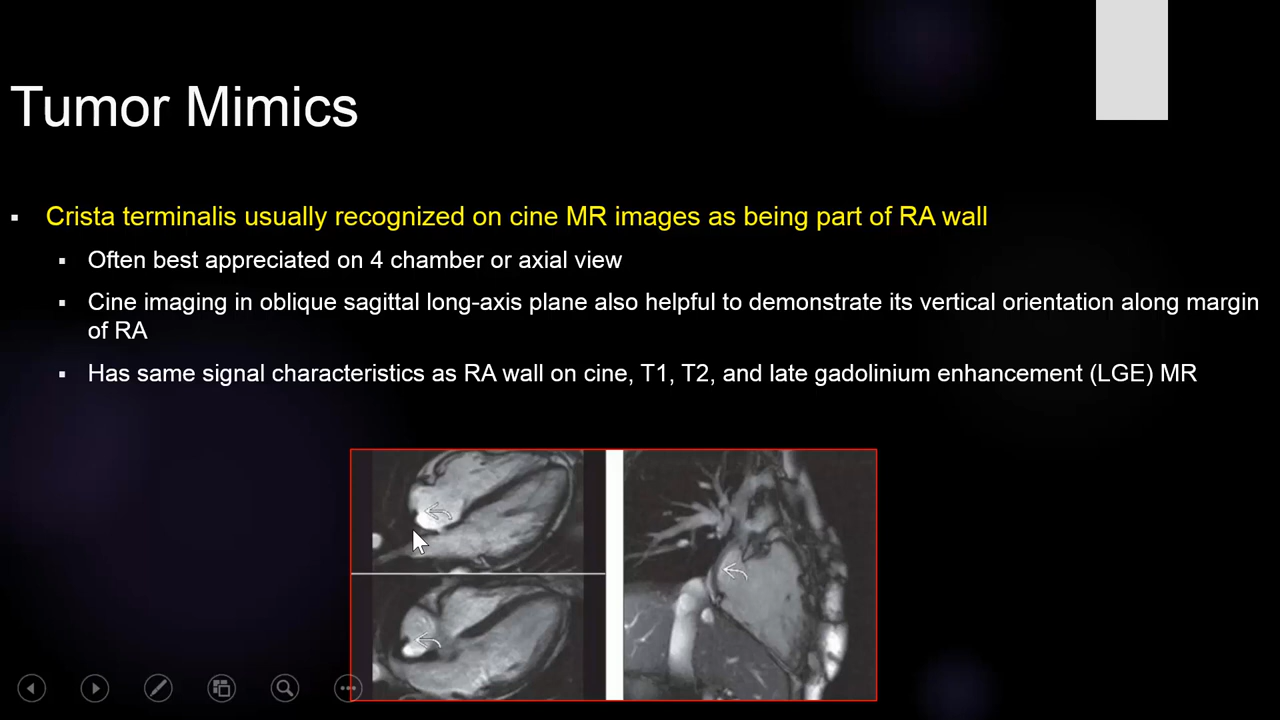 Tumor Mimics
Crista terminalis usually recognized on cine MR images as being part of RA wall
Often best appreciated on 4 chamber or axial view
Cine imaging in oblique sagittal long-axis plane also helpful to demonstrate its vertical orientation along margin
of RA
Has same signal characteristics as RA wall on cine, T1, T2, and late gadolinium enhancement (LGE) MR